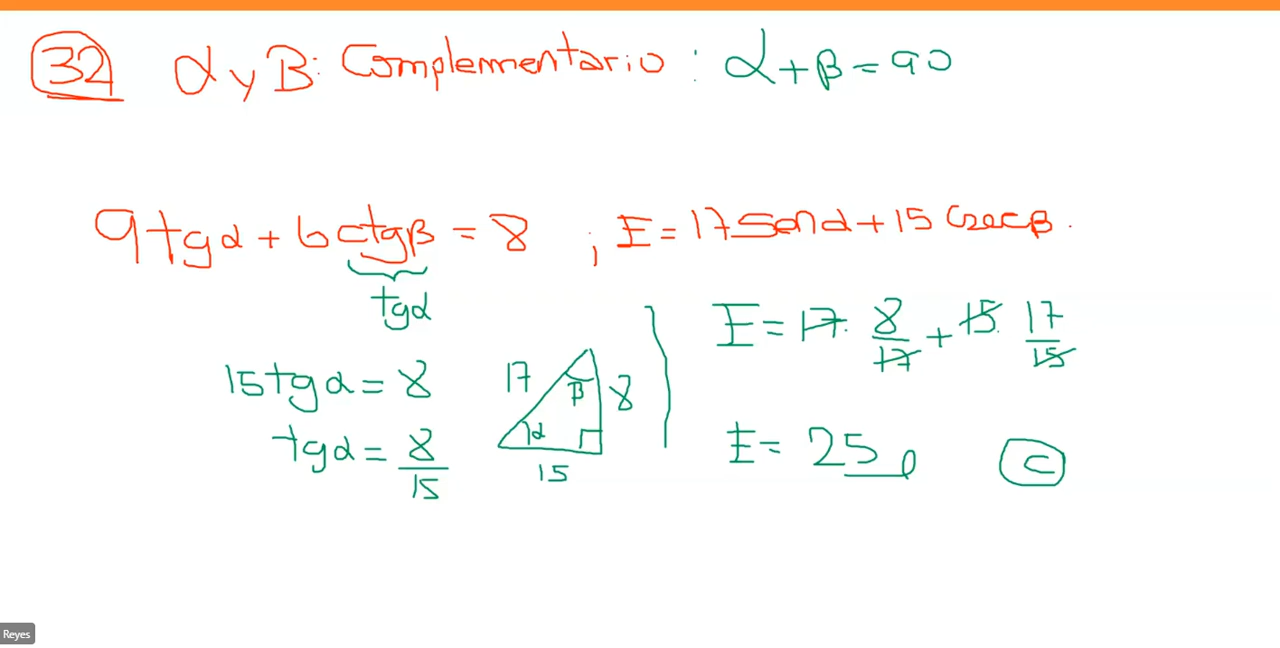 32 α y B: Complementario : α + β = 90
9tgα + 6ctgβ = 8 ; E = 17Senα + 15Cscβ.
tgα
15tgα = 8
tgα = 8/15
17
β
8
α
15
E = 17. 8/17 + 15. 17/15
E = 25
C
Reyes